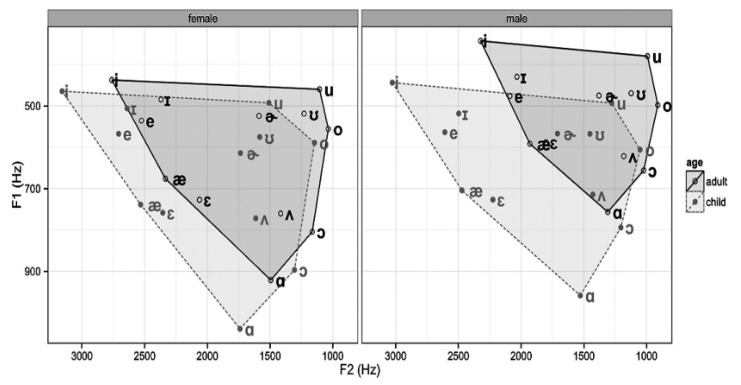 female
male
F1 (Hz)
500
700
900
i
u
i
ɪ
u
ɪ
ɚ
ʊ
e
o
e
ʊ
o
ɚ
æ
æ
ɛ
ɛ
ʌ
ʌ
ɔ
ɔ
ɑ
ɑ
i
u
ɪ
i
e
ɚ
ʊ
u
o
ɪ
e
ɚ
ʊ
æɛ
o
ʌ
ɔ
æ
ɛ
ʌ
ɑ
ɔ
ɑ
age
adult
child
3000 2500 2000 1500 1000
3000 2500 2000 1500 1000
F2 (Hz)